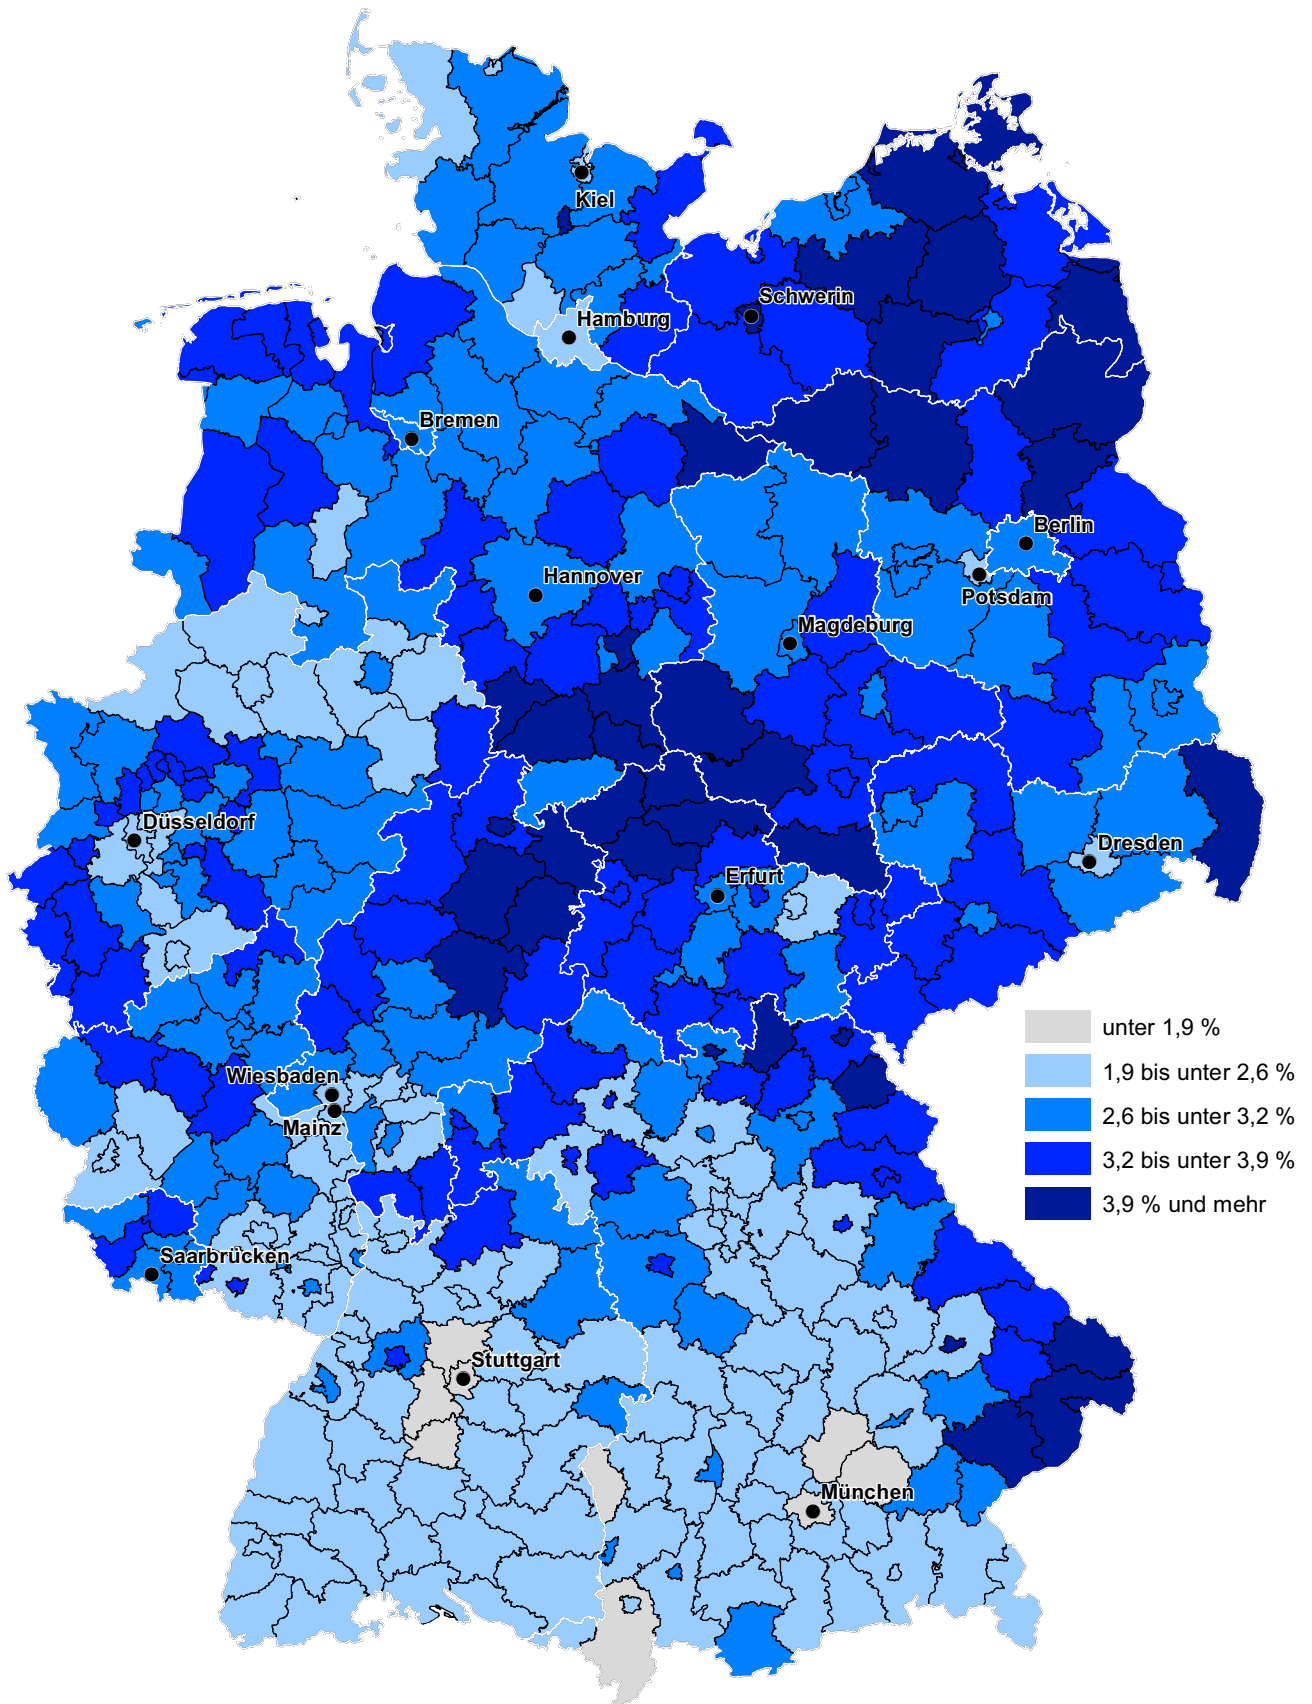 Kiel
Schwerin
Hamburg
Bremen
Berlin
Hannover
Potsdam
Magdeburg
Düsseldorf
Dresden
Erfurt
unter 1,9 %
1,9 bis unter 2,6 %
Wiesbaden
2,6 bis unter 3,2 %
Mainz
3,2 bis unter 3,9 %
3,9 % und mehr
Saarbrücken
Stuttgart
München